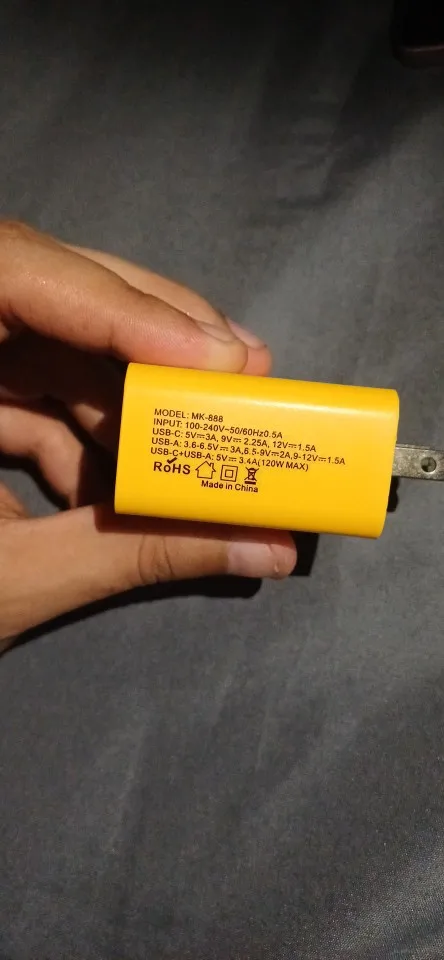 MODEL: MK-888
INPUT: 100-240V~50/60Hz0.5A
USB-C: 5V⎓3A, 9V⎓ 2.25A, 12V⎓1.5A
USB-A: 3.6-6.5V⎓3A,6.5-9V⎓2A,9-12V⎓1.5A
USB-C+USB-A: 5V⎓ 3.4A(120W MAX)
RoHS
Made in China